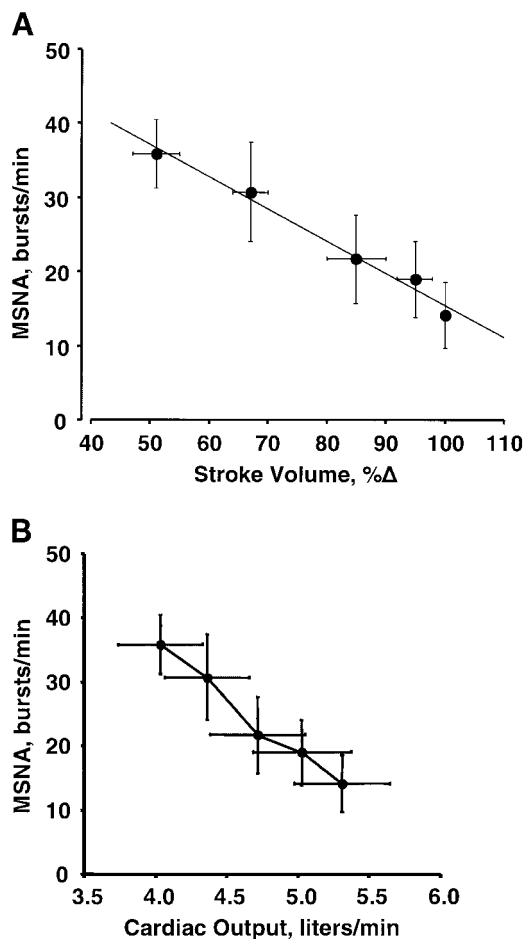 A
50
40
30
20
10
0
MSNA, bursts/min
40 50 60 70 80 90 100 110
Stroke Volume, %Δ
B
50
40
30
20
10
0
MSNA, bursts/min
3.5 4.0 4.5 5.0 5.5 6.0
Cardiac Output, liters/min